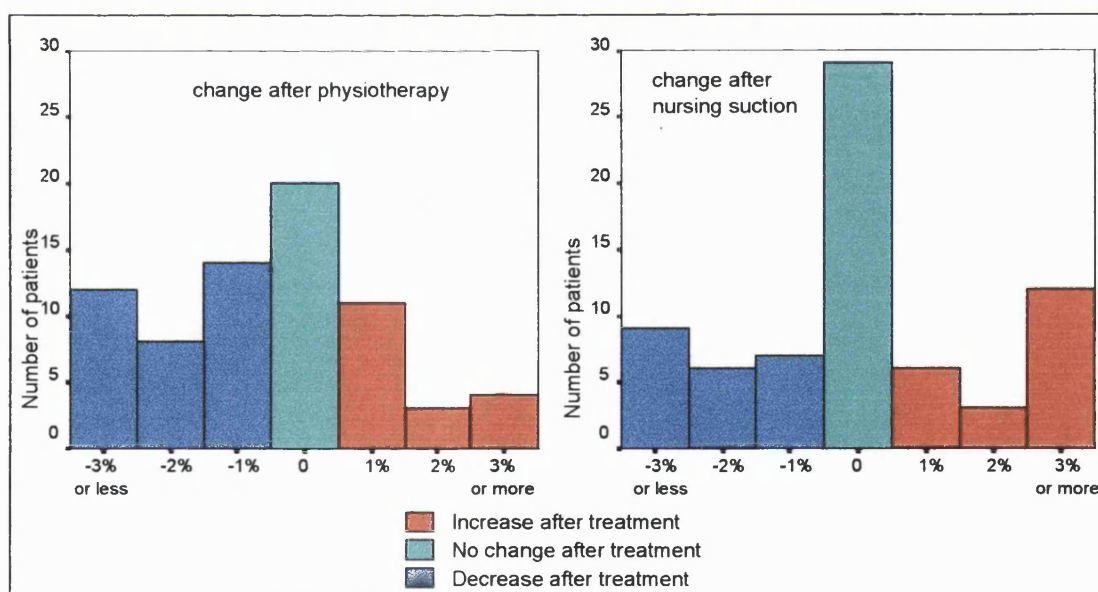 30
25
20
15
10
5
0
Number of patients
change after physiotherapy
-3% -2% -1% 0 1% 2% 3%
or less or more
30
25
20
15
10
5
0
Number of patients
change after
nursing suction
-3% -2% -1% 0 1% 2% 3%
or less or more
Increase after treatment
No change after treatment
Decrease after treatment